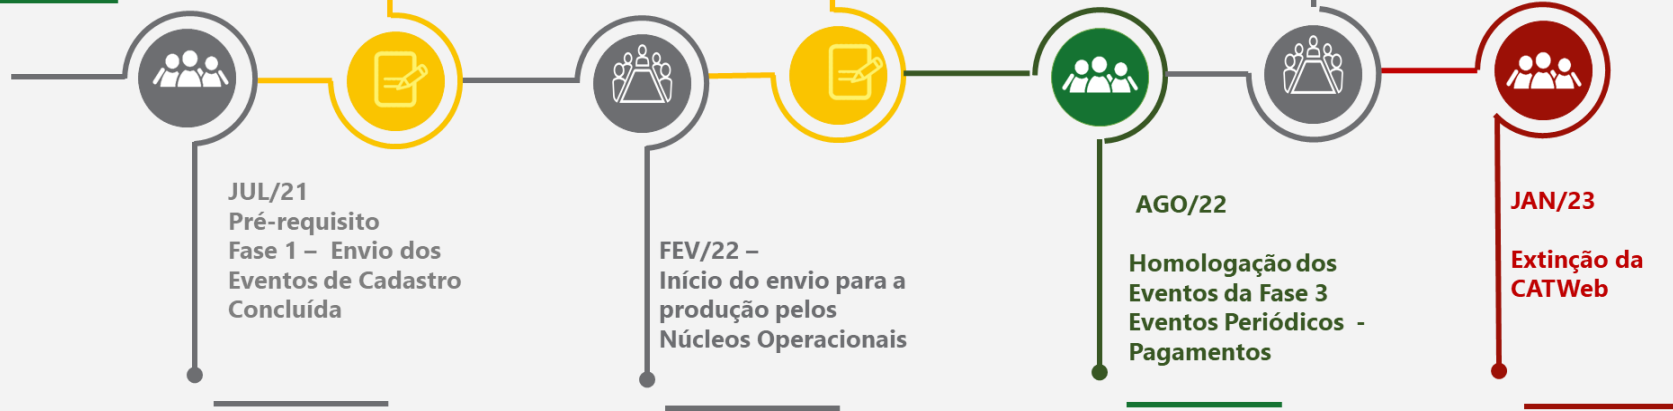 JUL/21
Pré-requisito
Fase 1 – Envio dos
Eventos de Cadastro
Concluída
FEV/22 –
Início do envio para a
produção pelos
Núcleos Operacionais
AGO/22
Homologação dos
Eventos da Fase 3
Eventos Periódicos -
Pagamentos
JAN/23
Extinção da
CATWeb